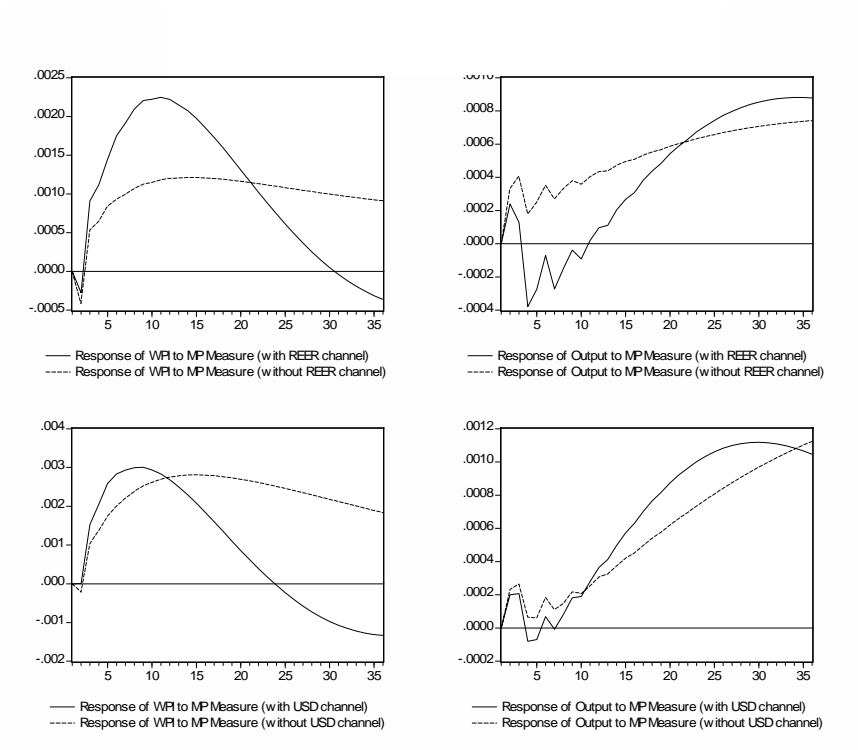 .0025
.0020
.0015
.0010
.0005
.0000
-.0005
5 10 15 20 25 30 35
Response of WPI to MP Measure (with REER channel)
Response of WPI to MP Measure (without REER channel)
.0010
.0008
.0006
.0004
.0002
.0000
-.0002
-.0004
5 10 15 20 25 30 35
Response of Output to MP Measure (with REER channel)
Response of Output to MP Measure (without REER channel)
.004
.003
.002
.001
.000
-.001
-.002
5 10 15 20 25 30 35
Response of WPI to MP Measure (with USD channel)
Response of WPI to MP Measure (without USD channel)
.0012
.0010
.0008
.0006
.0004
.0002
.0000
-.0002
5 10 15 20 25 30 35
Response of Output to MP Measure (with USD channel)
Response of Output to MP Measure (without USD channel)